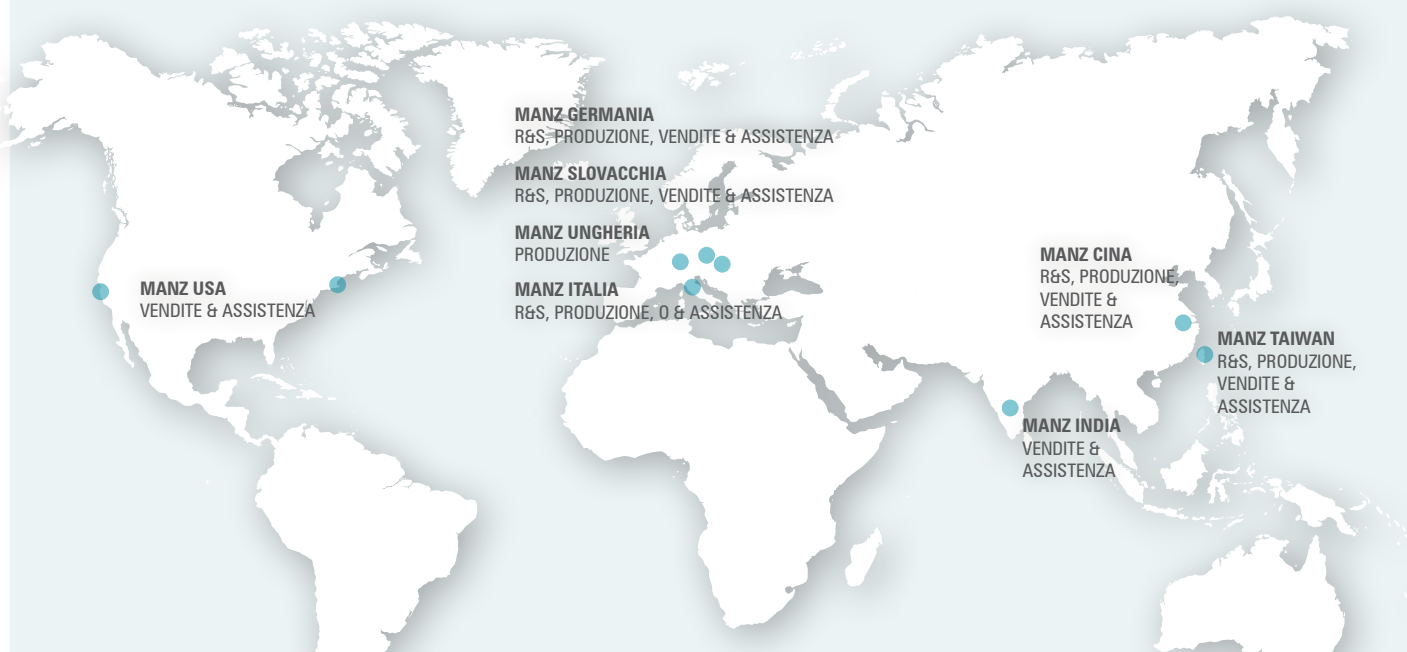 MANZ GERMANIA
R&S, PRODUZIONE, VENDITE & ASSISTENZA
MANZ SLOVACCHIA
R&S, PRODUZIONE, VENDITE & ASSISTENZA
MANZ UNGHERIA
PRODUZIONE
MANZ ITALIA
R&S, PRODUZIONE, O & ASSISTENZA
MANZ USA
VENDITE & ASSISTENZA
MANZ CINA
R&S, PRODUZIONE,
VENDITE &
ASSISTENZA
MANZ TAIWAN
R&S, PRODUZIONE,
VENDITE &
ASSISTENZA
MANZ INDIA
VENDITE &
ASSISTENZA